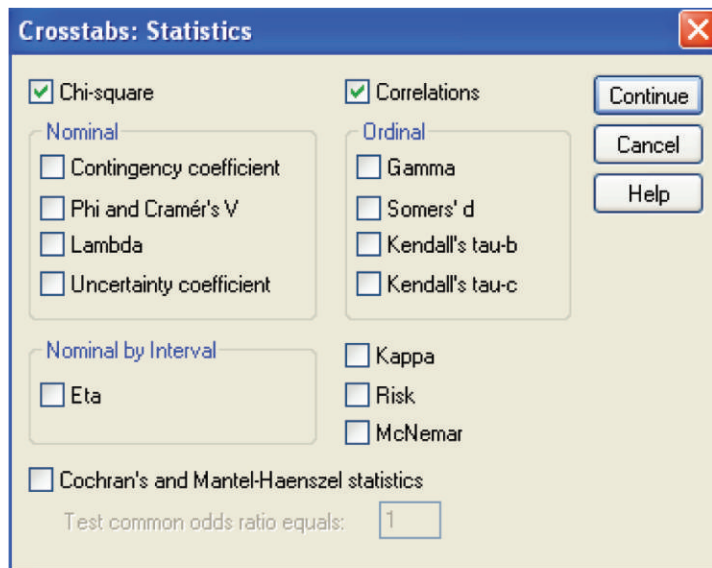 Crosstabs: Statistics
Chi-square
Correlations
Continue
Cancel
Help
Nominal
Contingency coefficient
Phi and Cramér's V
Lambda
Uncertainty coefficient
Ordinal
Gamma
Somers' d
Kendall's tau-b
Kendall's tau-c
Nominal by Interval
Eta
Kappa
Risk
McNemar
Cochran's and Mantel-Haenszel statistics
Test common odds ratio equals: 1